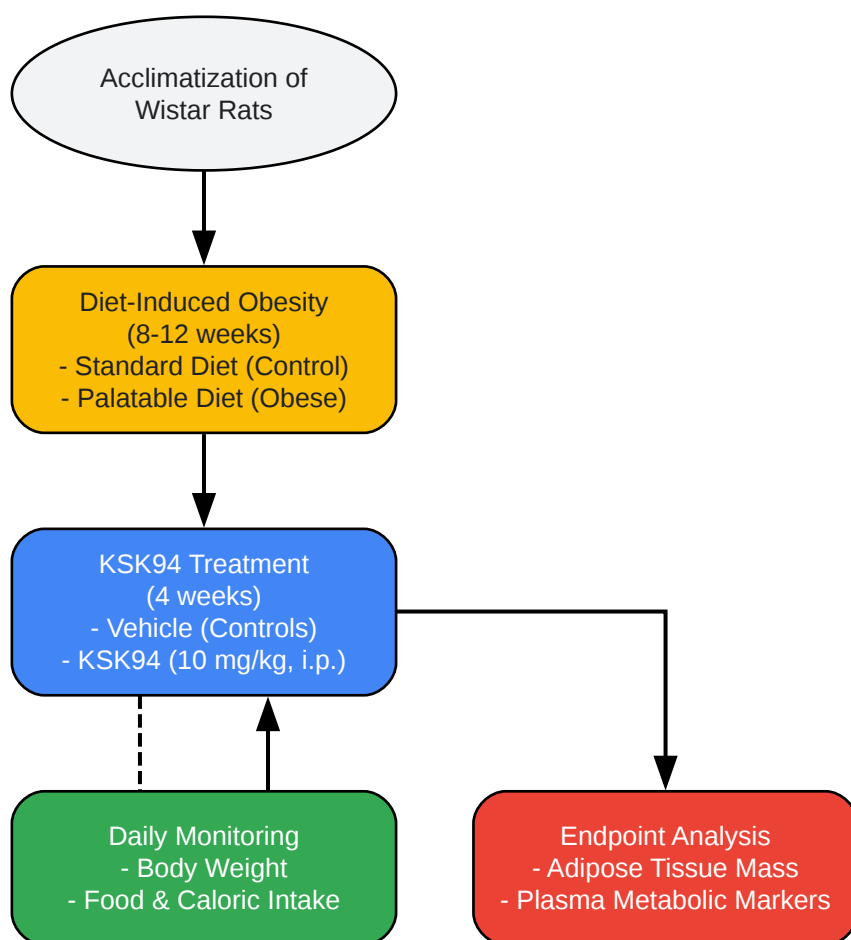 Acclimatization of
Wistar Rats
Diet-Induced Obesity
(8-12 weeks)
- Standard Diet (Control)
- Palatable Diet (Obese)
KSK94 Treatment
(4 weeks)
- Vehicle (Controls)
- KSK94 (10 mg/kg, i.p.)
Daily Monitoring
- Body Weight
- Food & Caloric Intake
Endpoint Analysis
- Adipose Tissue Mass
- Plasma Metabolic Markers